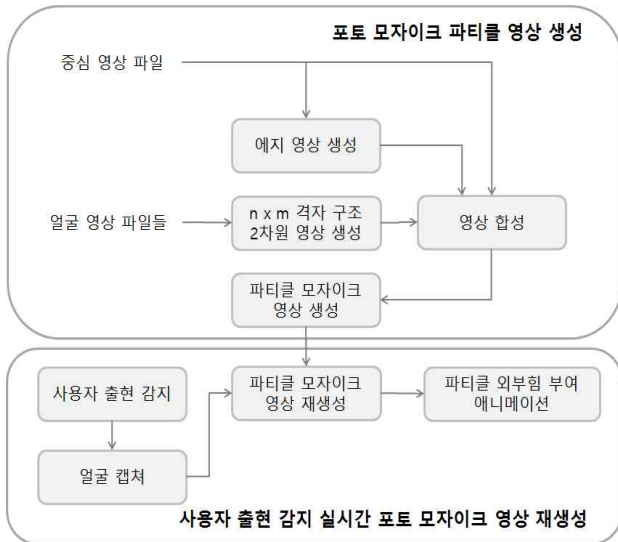 포토 모자이크 파티클 영상 생성
중심 영상 파일
에지 영상 생성
얼굴 영상 파일들
n x m 격자 구조
2차원 영상 생성
영상 합성
파티클 모자이크
영상 생성
사용자 출현 감지
파티클 모자이크
영상 재생성
파티클 외부힘 부여
애니메이션
얼굴 캡쳐
사용자 출현 감지 실시간 포토 모자이크 영상 재생성